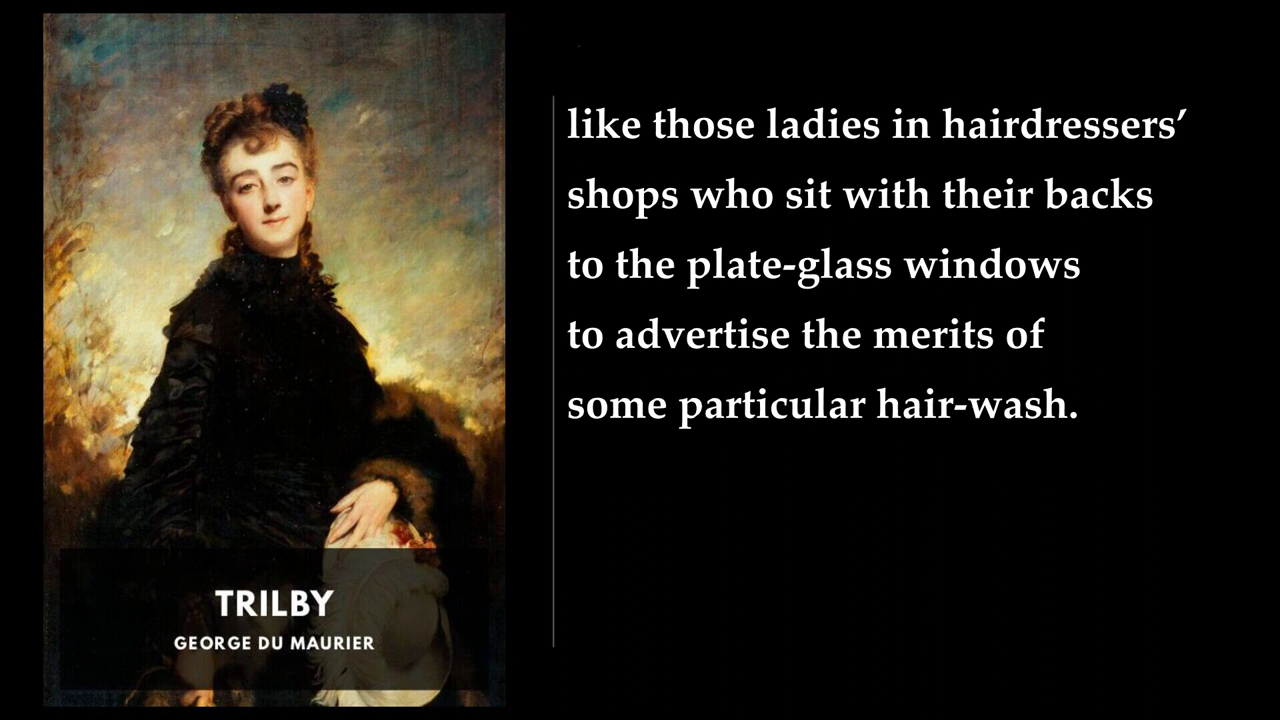 TRILBY
GEORGE DU MAURIER
like those ladies in hairdressers’
shops who sit with their backs
to the plate-glass windows
to advertise the merits of
some particular hair-wash.